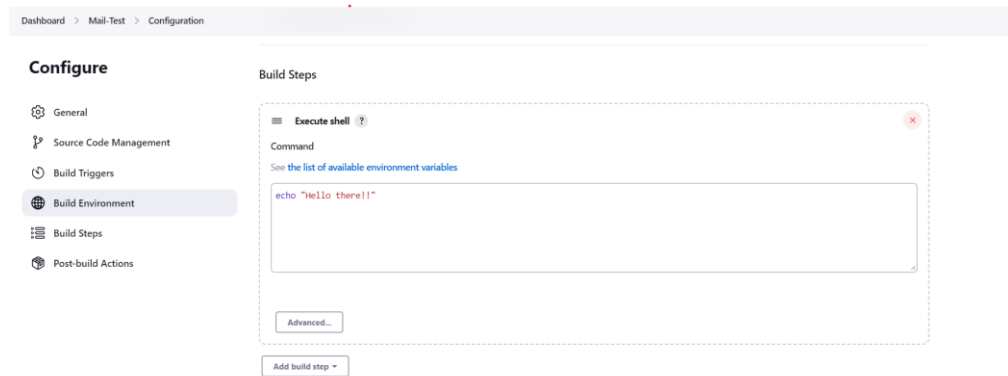 Dashboard > Mail-Test > Configuration
Configure
General
Source Code Management
Build Triggers
Build Environment
Build Steps
Post-build Actions
Build Steps
Execute shell ?
Command
See the list of available environment variables
echo "Hello there!!"
Advanced...
Add build step